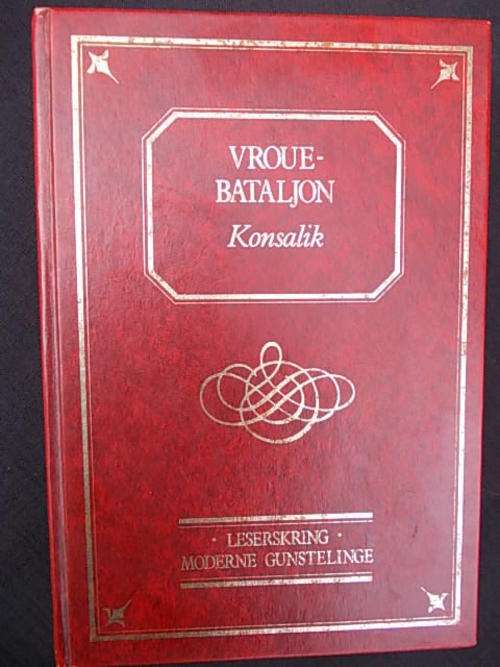 VROUE-
BATALJON
Konsalik
· LESERSKRING ·
MODERNE GUNSTELINGE